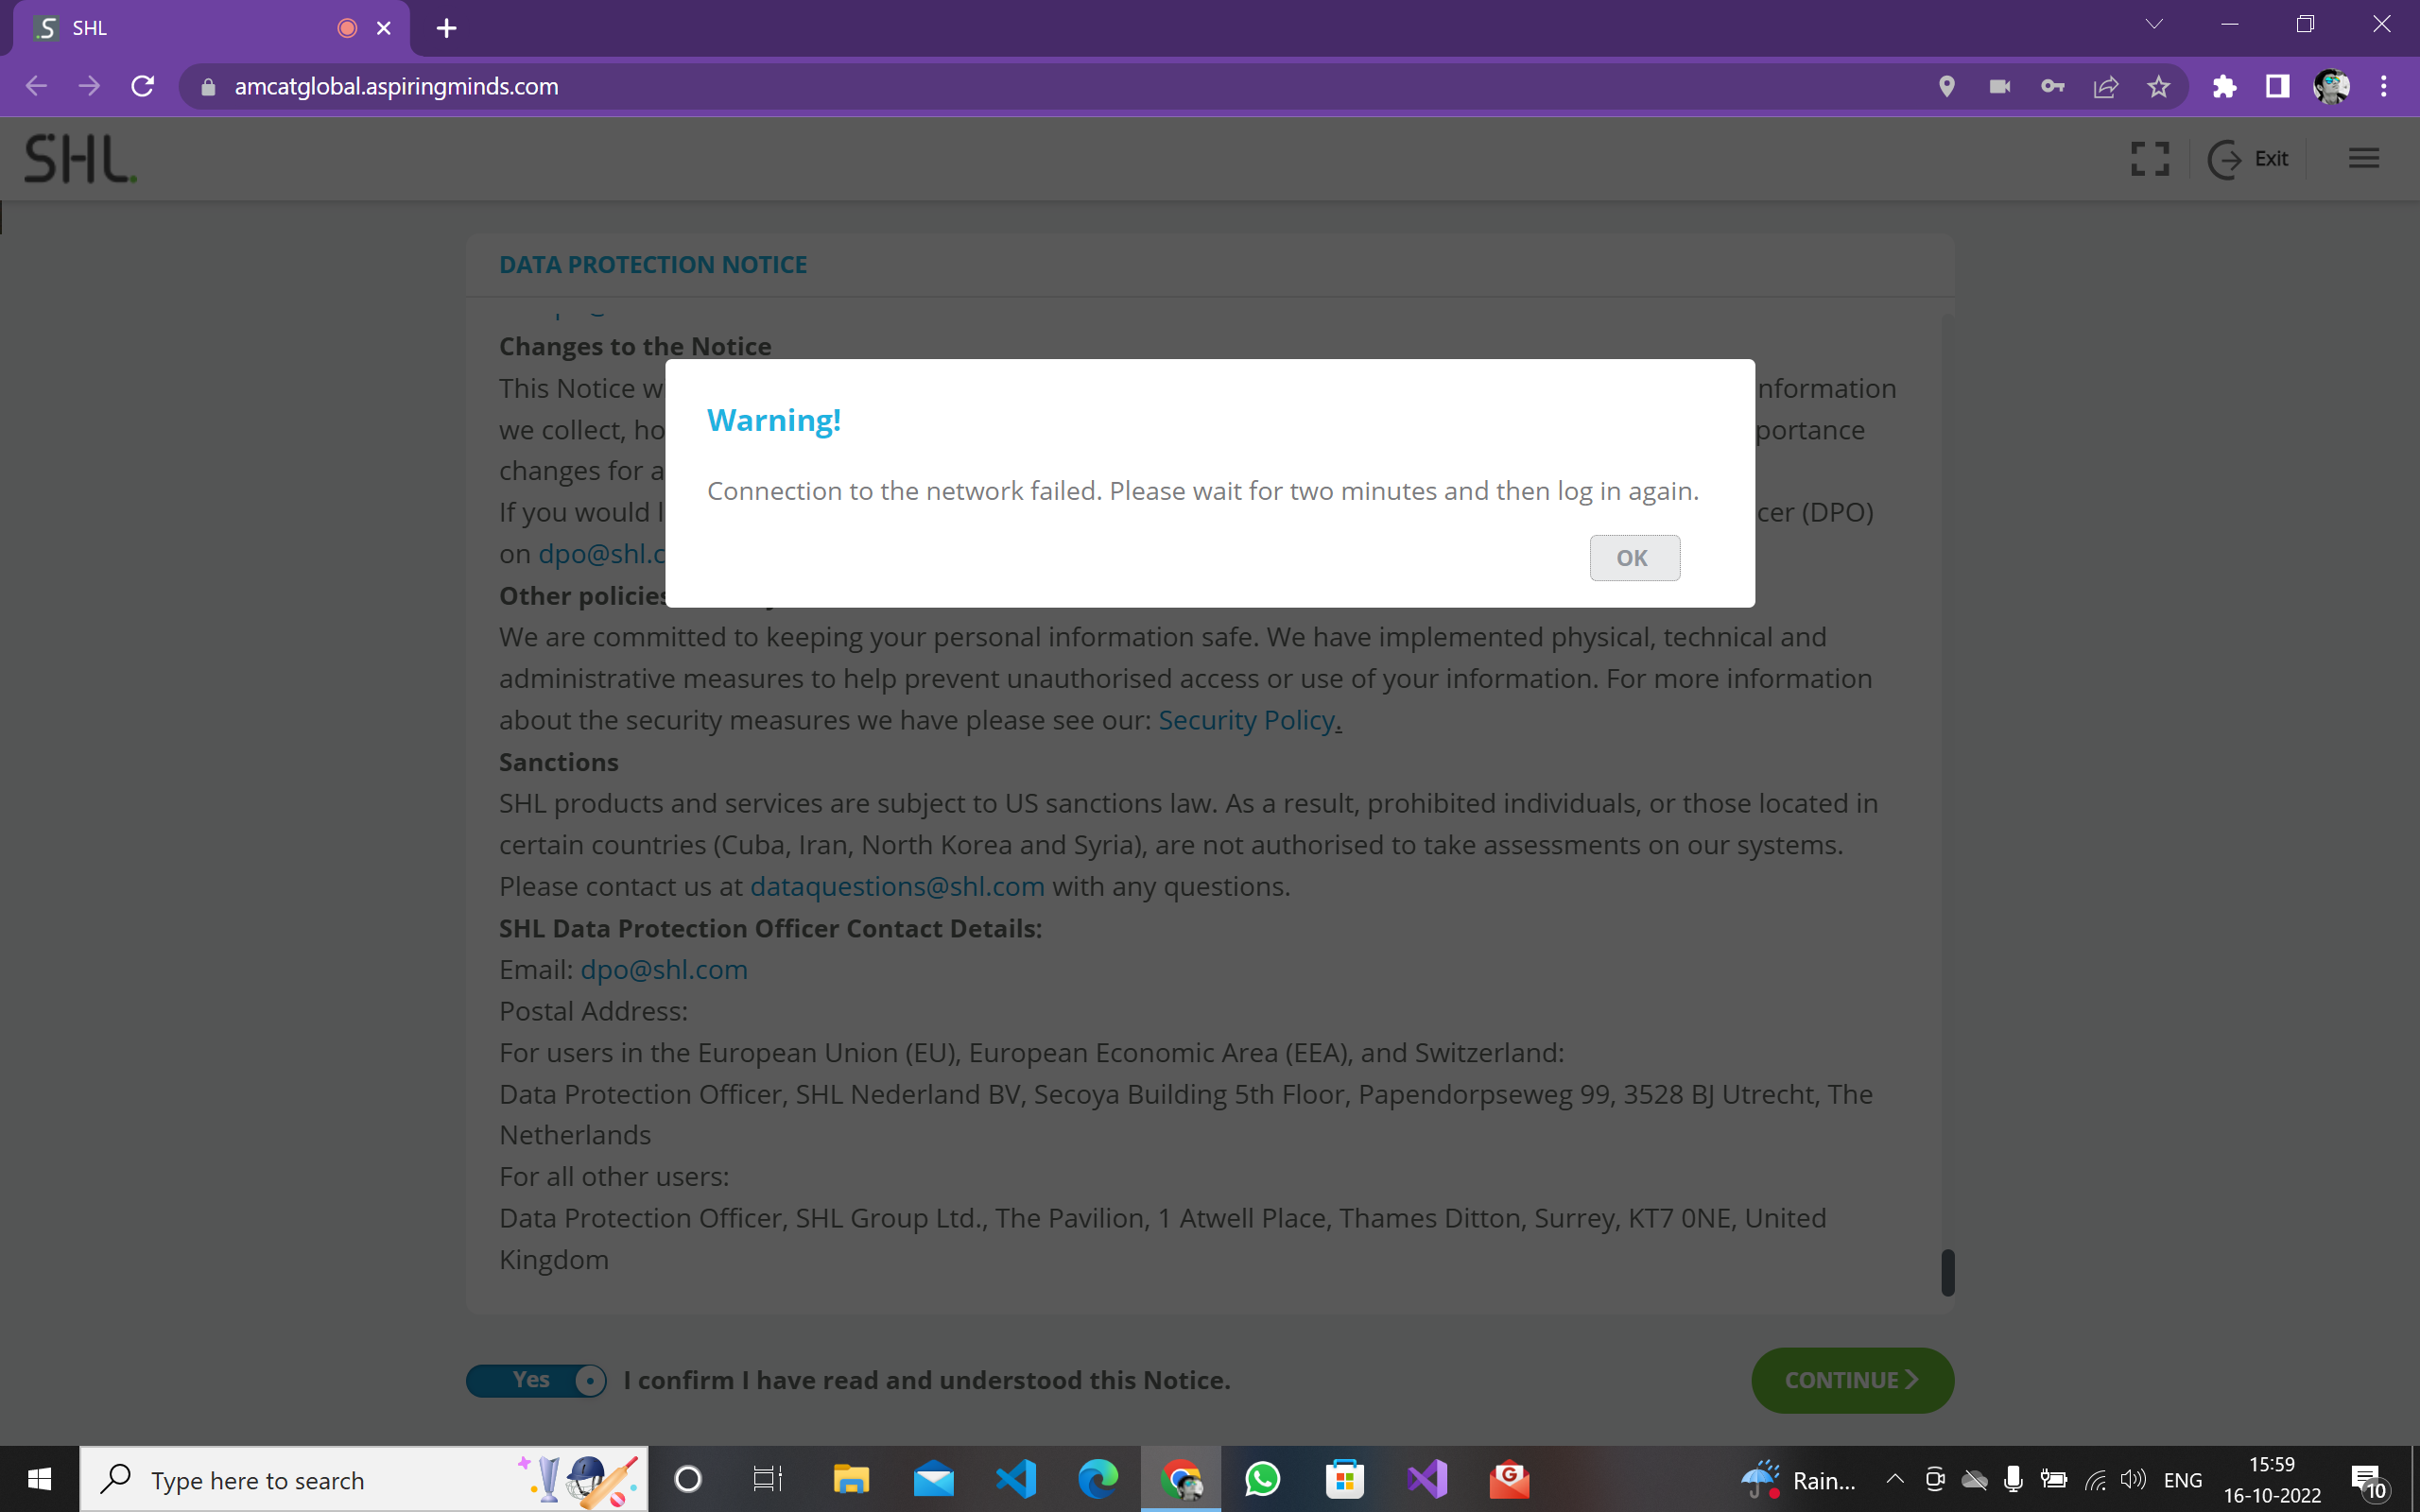 SHL
amcatglobal.aspiringminds.com
SHL.
Exit
DATA PROTECTION NOTICE
Changes to the Notice
This Notice w
nformation
we collect, ho
portance
changes for a
If you would l
cer (DPO)
on dpo@shl.c
Other policies
Warning!
Connection to the network failed. Please wait for two minutes and then log in again.
OK
We are committed to keeping your personal information safe. We have implemented physical, technical and
administrative measures to help prevent unauthorised access or use of your information. For more information
about the security measures we have please see our: Security Policy.
Sanctions
SHL products and services are subject to US sanctions law. As a result, prohibited individuals, or those located in
certain countries (Cuba, Iran, North Korea and Syria), are not authorised to take assessments on our systems.
Please contact us at dataquestions@shl.com with any questions.
SHL Data Protection Officer Contact Details:
Email: dpo@shl.com
Postal Address:
For users in the European Union (EU), European Economic Area (EEA), and Switzerland:
Data Protection Officer, SHL Nederland BV, Secoya Building 5th Floor, Papendorpseweg 99, 3528 BJ Utrecht, The
Netherlands
For all other users:
Data Protection Officer, SHL Group Ltd., The Pavilion, 1 Atwell Place, Thames Ditton, Surrey, KT7 0NE, United
Kingdom
Yes
I confirm I have read and understood this Notice.
CONTINUE
Type here to search
Rain...
ENG
15:59
16-10-2022
10